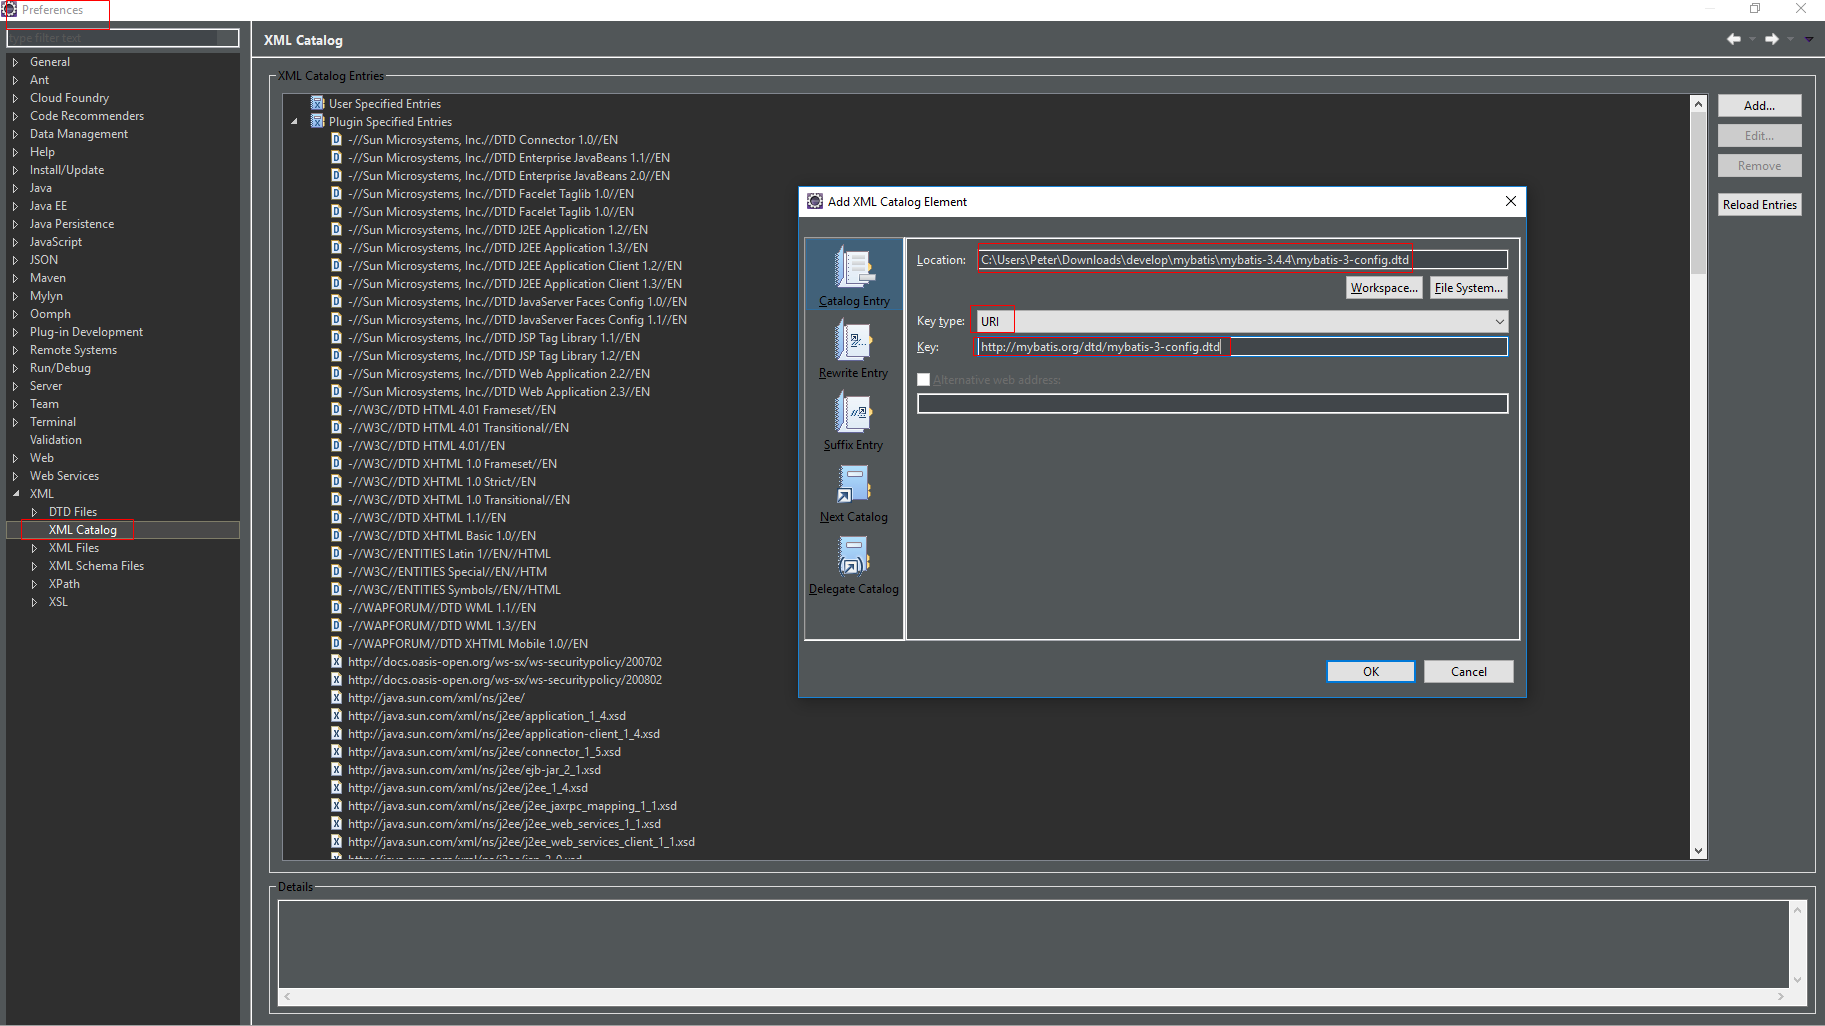 Preferences
type filter text
General
Ant
Cloud Foundry
Code Recommenders
Data Management
Help
Install/Update
Java
Java EE
Java Persistence
JavaScript
JSON
Maven
Mylyn
Oomph
Plug-in Development
Remote Systems
Run/Debug
Server
Team
Terminal
Validation
Web
Web Services
XML
DTD Files
XML Catalog
XML Files
XML Schema Files
XPath
XSL
XML Catalog
XML Catalog Entries
User Specified Entries
Plugin Specified Entries
-//Sun Microsystems, Inc.//DTD Connector 1.0//EN
-//Sun Microsystems, Inc.//DTD Enterprise JavaBeans 1.1//EN
-//Sun Microsystems, Inc.//DTD Enterprise JavaBeans 2.0//EN
-//Sun Microsystems, Inc.//DTD Facelet Taglib 1.0//EN
-//Sun Microsystems, Inc.//DTD Facelet Taglib 1.0//EN
-//Sun Microsystems, Inc.//DTD J2EE Application 1.2//EN
-//Sun Microsystems, Inc.//DTD J2EE Application 1.3//EN
-//Sun Microsystems, Inc.//DTD J2EE Application Client 1.2//EN
-//Sun Microsystems, Inc.//DTD J2EE Application Client 1.3//EN
-//Sun Microsystems, Inc.//DTD JavaServer Faces Config 1.0//EN
-//Sun Microsystems, Inc.//DTD JavaServer Faces Config 1.1//EN
-//Sun Microsystems, Inc.//DTD JSP Tag Library 1.1//EN
-//Sun Microsystems, Inc.//DTD JSP Tag Library 1.2//EN
-//Sun Microsystems, Inc.//DTD Web Application 2.2//EN
-//Sun Microsystems, Inc.//DTD Web Application 2.3//EN
-//W3C//DTD HTML 4.01 Frameset//EN
-//W3C//DTD HTML 4.01 Transitional//EN
-//W3C//DTD HTML 4.01//EN
-//W3C//DTD XHTML 1.0 Frameset//EN
-//W3C//DTD XHTML 1.0 Strict//EN
-//W3C//DTD XHTML 1.0 Transitional//EN
-//W3C//DTD XHTML 1.1//EN
-//W3C//DTD XHTML Basic 1.0//EN
-//W3C//ENTITIES Latin 1//EN//HTML
-//W3C//ENTITIES Special//EN//HTM
-//W3C//ENTITIES Symbols//EN//HTML
-//WAPFORUM//DTD WML 1.1//EN
-//WAPFORUM//DTD WML 1.3//EN
-//WAPFORUM//DTD XHTML Mobile 1.0//EN
http://docs.oasis-open.org/ws-sx/ws-securitypolicy/200702
http://docs.oasis-open.org/ws-sx/ws-securitypolicy/200802
http://java.sun.com/xml/ns/j2ee/
http://java.sun.com/xml/ns/j2ee/application_1_4.xsd
http://java.sun.com/xml/ns/j2ee/application-client_1_4.xsd
http://java.sun.com/xml/ns/j2ee/connector_1_5.xsd
http://java.sun.com/xml/ns/j2ee/ejb-jar_2_1.xsd
http://java.sun.com/xml/ns/j2ee/j2ee_1_4.xsd
http://java.sun.com/xml/ns/j2ee/j2ee_jaxrpc_mapping_1_1.xsd
http://java.sun.com/xml/ns/j2ee/j2ee_web_services_1_1.xsd
http://java.sun.com/xml/ns/j2ee/j2ee_web_services_client_1_1.xsd
http://java.sun.com/xml/ns/j2ee/jsp_2_0.xsd
Add...
Edit...
Remove
Reload Entries
Add XML Catalog Element
Catalog Entry
Rewrite Entry
Suffix Entry
Next Catalog
Delegate Catalog
Location: C:\Users\Peter\Downloads\develop\mybatis\mybatis-3.4.4\mybatis-3-config.dtd
Workspace... File System...
Key type: URI
Key: http://mybatis.org/dtd/mybatis-3-config.dtd
Alternative web address:
OK Cancel
Details